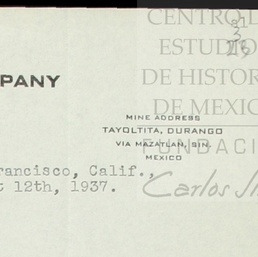 CENTRO D
ESTUDIO
DE HISTOR
DE MEXIC
FUNDACI
Carlos
MPANY
MINE ADDRESS
TAYOLTITA, DURANGO
VIA MAZATLAN, SIN.
MEXICO
rancisco, Calif.,
t 12th, 1937.